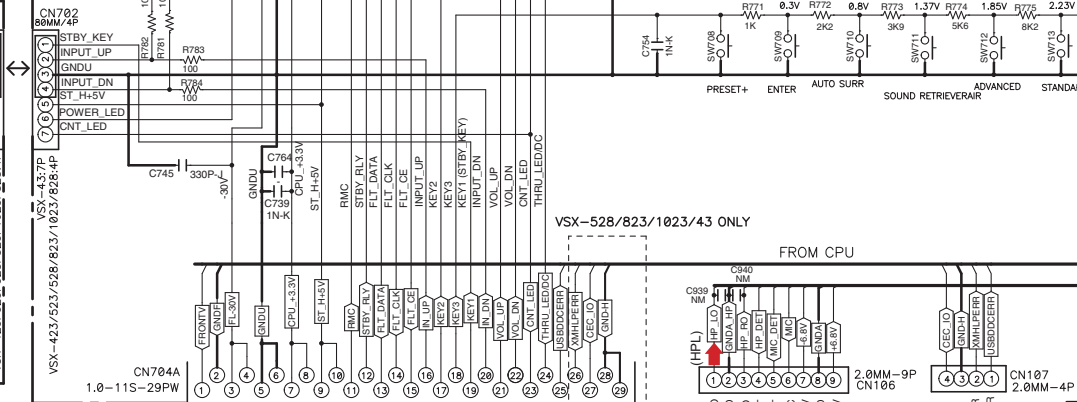 CN702
80MM/4P
1
2
3
4
5
6
7
STBY_KEY
INPUT_UP
GNDU
INPUT_DN
ST_H+5V
POWER_LED
CNT_LED
R782
R781
R783
100
R784
100
C745
330P-J
-30V
GNDU
C764
C739
1N-K
CPU_+3.3V
ST_H+5V
RMC
STBY_RLY
FLT_DATA
FLT_CLK
FLT_CE
INPUT_UP
KEY2
KEY3
KEY1 (STBY_KEY)
INPUT_DN
VOL_UP
VOL_DN
CNT_LED
THRU_LED/DC
C754
1N-K
R771
1K
0.3V
R772
2K2
0.8V
R773
3K9
1.37V
R774
5K6
1.85V
R775
8K2
2.23V
SW708
SW709
SW710
SW711
SW712
SW713
PRESET+
ENTER
AUTO SURR
SOUND RETRIEVERAIR
ADVANCED
STANDA
VSX-43:7P
VSX-423/523/528/823/1023/828:4P
VSX-528/823/1023/43 ONLY
FROM CPU
FRONTV
GNDF
FL-30V
GNDU
CPU_+3.3V
ST_H+5V
RMC
STBY_RLY
FLT_DATA
FLT_CLK
FLT_CE
IN_UP
KEY2
KEY3
KEY1
IN_DN
VOL_UP
VOL_DN
CNT_LED
THRU_LED/DC
USBDDCERR
XMHLPERR
CEC_IO
GND-H
CN704A
1.0-11S-29PW
1
2
3
4
5
6
7
8
9
10
11
12
13
14
15
16
17
18
19
20
21
22
23
24
25
26
27
28
29
C939
NM
C940
NM
(HPL)
HP_LO
GNDA_HP
HP_RO
HP_DET
MIC_DET
MIC
-6.8V
GNDA
+6.8V
1
2
3
4
5
6
7
8
9
2.0MM-9P
CN106
CEC_IO
GND-H
XMHLPERR
USBDDCERR
4
3
2
1
CN107
2.0MM-4P